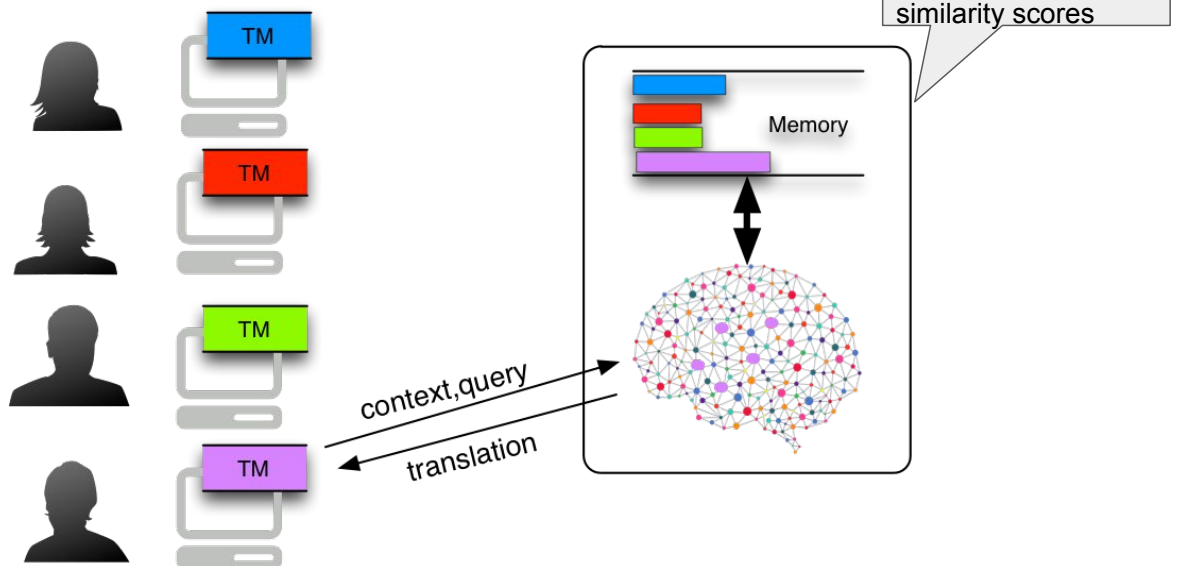 similarity scores
TM
Memory
TM
TM
context,query
translation
TM